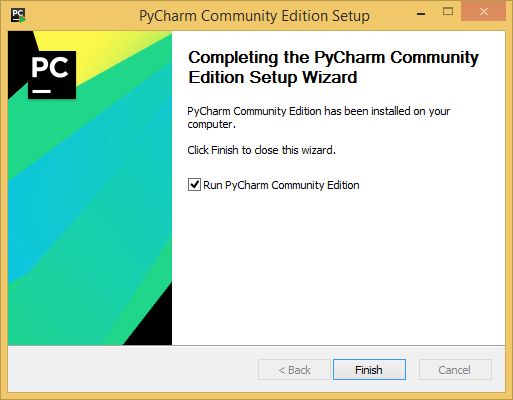 PC
PyCharm Community Edition Setup
PC
Completing the PyCharm Community
Edition Setup Wizard
PyCharm Community Edition has been installed on your
computer.
Click Finish to close this wizard.
Run PyCharm Community Edition
< Back
Finish
Cancel